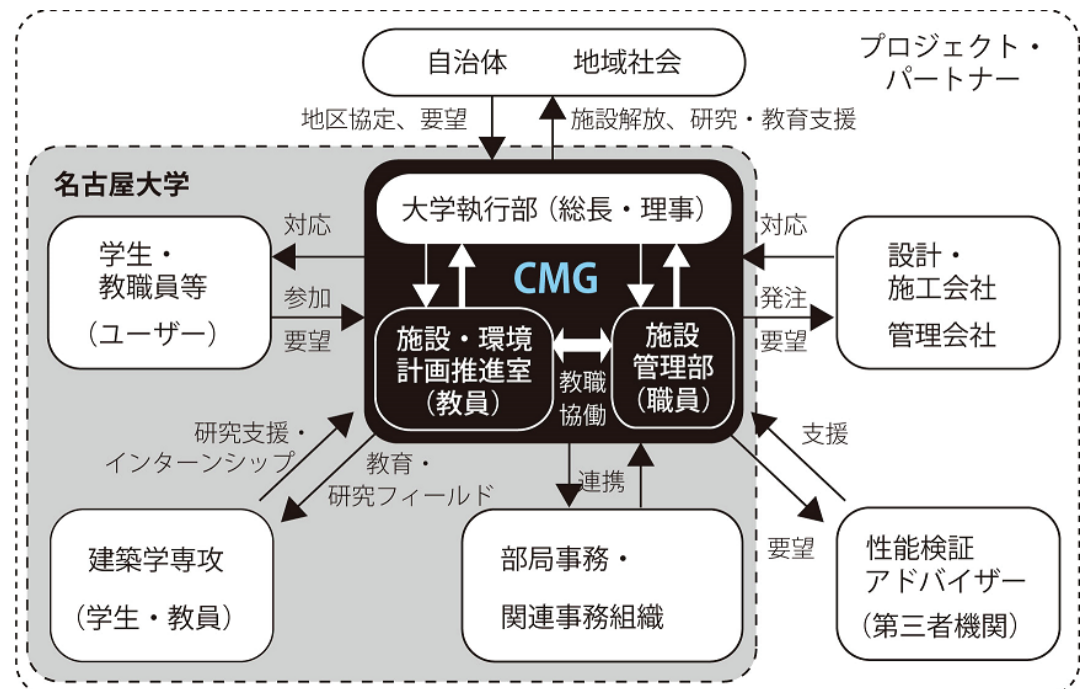 プロジェクト・
パートナー
自治体　地域社会
地区協定、要望
施設解放、研究・教育支援
名古屋大学
大学執行部（総長・理事）
CMG
施設・環境
計画推進室
（教員）
教職
協働
施設
管理部
（職員）
対応
学生・
教職員等
（ユーザー）
参加
要望
対応
設計・
施工会社
管理会社
発注
要望
研究支援・
インターンシップ
教育・
研究フィールド
連携
支援
要望
建築学専攻
（学生・教員）
部局事務・
関連事務組織
性能検証
アドバイザー
（第三者機関）